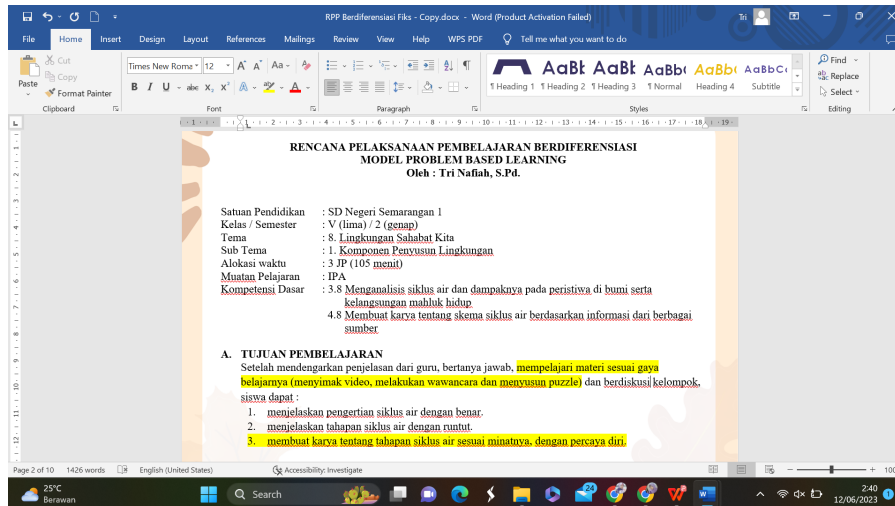 RPP Berdiferensiasi Fiks - Copy.docx - Word (Product Activation Failed)
Tri
File Home Insert Design Layout References Mailings Review View Help WPS PDF Tell me what you want to do
Paste
Cut
Copy
Format Painter
Clipboard
Times New Roma 12
Font
Paragraph
AaBb AaBb AaBb( AaBb( AaBbC(
¶ Heading 1 ¶ Heading 2 ¶ Heading 3 ¶ Normal Heading 4 Subtitle
Styles
Find
Replace
Select
Editing
RENCANA PELAKSANAAN PEMBELAJARAN BERDIFERENSIASI
MODEL PROBLEM BASED LEARNING
Oleh : Tri Nafiah, S.Pd.
Satuan Pendidikan : SD Negeri Semarangan 1
Kelas / Semester : V (lima) / 2 (genap)
Tema : 8. Lingkungan Sahabat Kita
Sub Tema : 1. Komponen Penyusun Lingkungan
Alokasi waktu : 3 JP (105 menit)
Muatan Pelajaran : IPA
Kompetensi Dasar : 3.8 Menganalisis siklus air dan dampaknya pada peristiwa di bumi serta
kelangsungan mahluk hidup
4.8 Membuat karya tentang skema siklus air berdasarkan informasi dari berbagai
sumber
A. TUJUAN PEMBELAJARAN
Setelah mendengarkan penjelasan dari guru, bertanya jawab, mempelajari materi sesuai gaya
belajarnya (menyimak video, melakukan wawancara dan menyusun puzzle) dan berdiskusi kelompok,
siswa dapat :
1. menjelaskan pengertian siklus air dengan benar.
2. menjelaskan tahapan siklus air dengan runtut.
3. membuat karya tentang tahapan siklus air sesuai minatnya, dengan percaya diri.
Page 2 of 10 1426 words English (United States) Accessibility: Investigate 100
25°C
Berawan
Search
24
2:40
12/06/2023